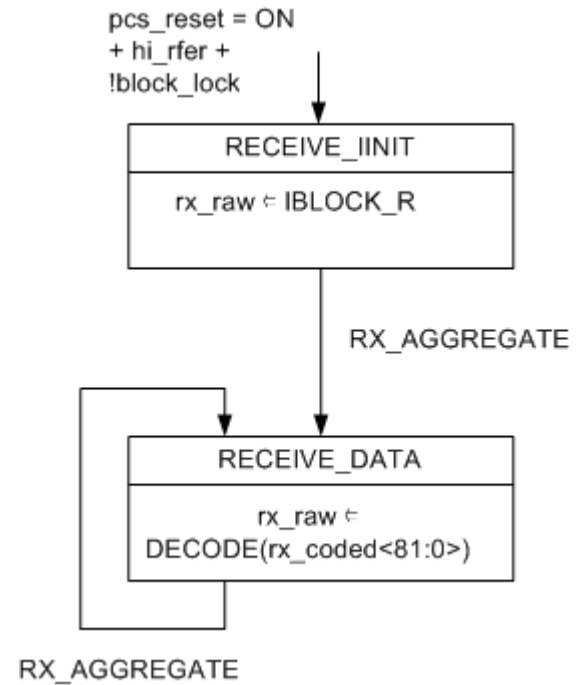 pcs_reset = ON
+ hi_rfer +
!block_lock
RECEIVE_IINIT
rx_raw ⇐ IBLOCK_R
RX_AGGREGATE
RECEIVE_DATA
rx_raw ⇐
DECODE(rx_coded<81:0>)
RX_AGGREGATE